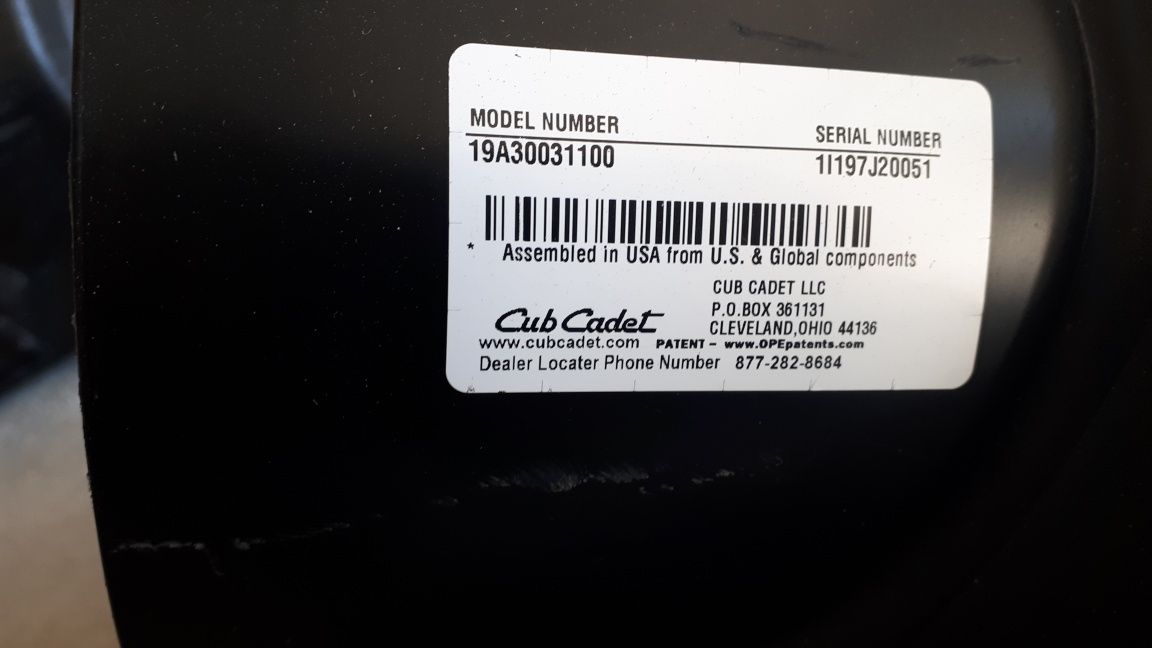 MODEL NUMBER SERIAL NUMBER
19A30031100 1I197J20051
* Assembled in USA from U.S. & Global components
CUB CADET LLC
P.O.BOX 361131
Cub Cadet CLEVELAND,OHIO 44136
www.cubcadet.com PATENT - www.OPEpatents.com
Dealer Locater Phone Number 877-282-8684